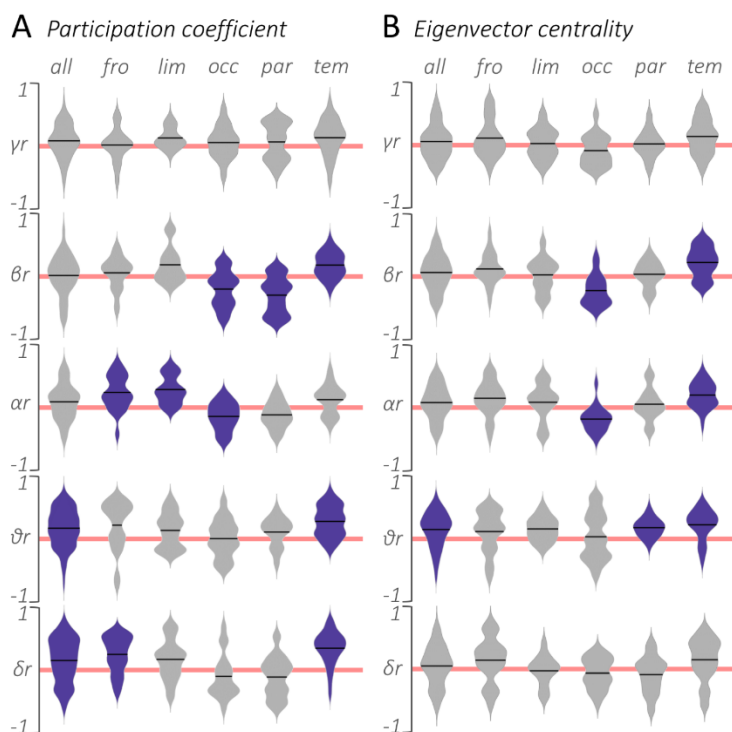 A Participation coefficient
all fro lim occ par tem
1
γr
-1
1
βr
-1
1
αr
-1
1
ϑr
-1
1
δr
-1
B Eigenvector centrality
all fro lim occ par tem
1
γr
-1
1
βr
-1
1
αr
-1
1
ϑr
-1
1
δr
-1